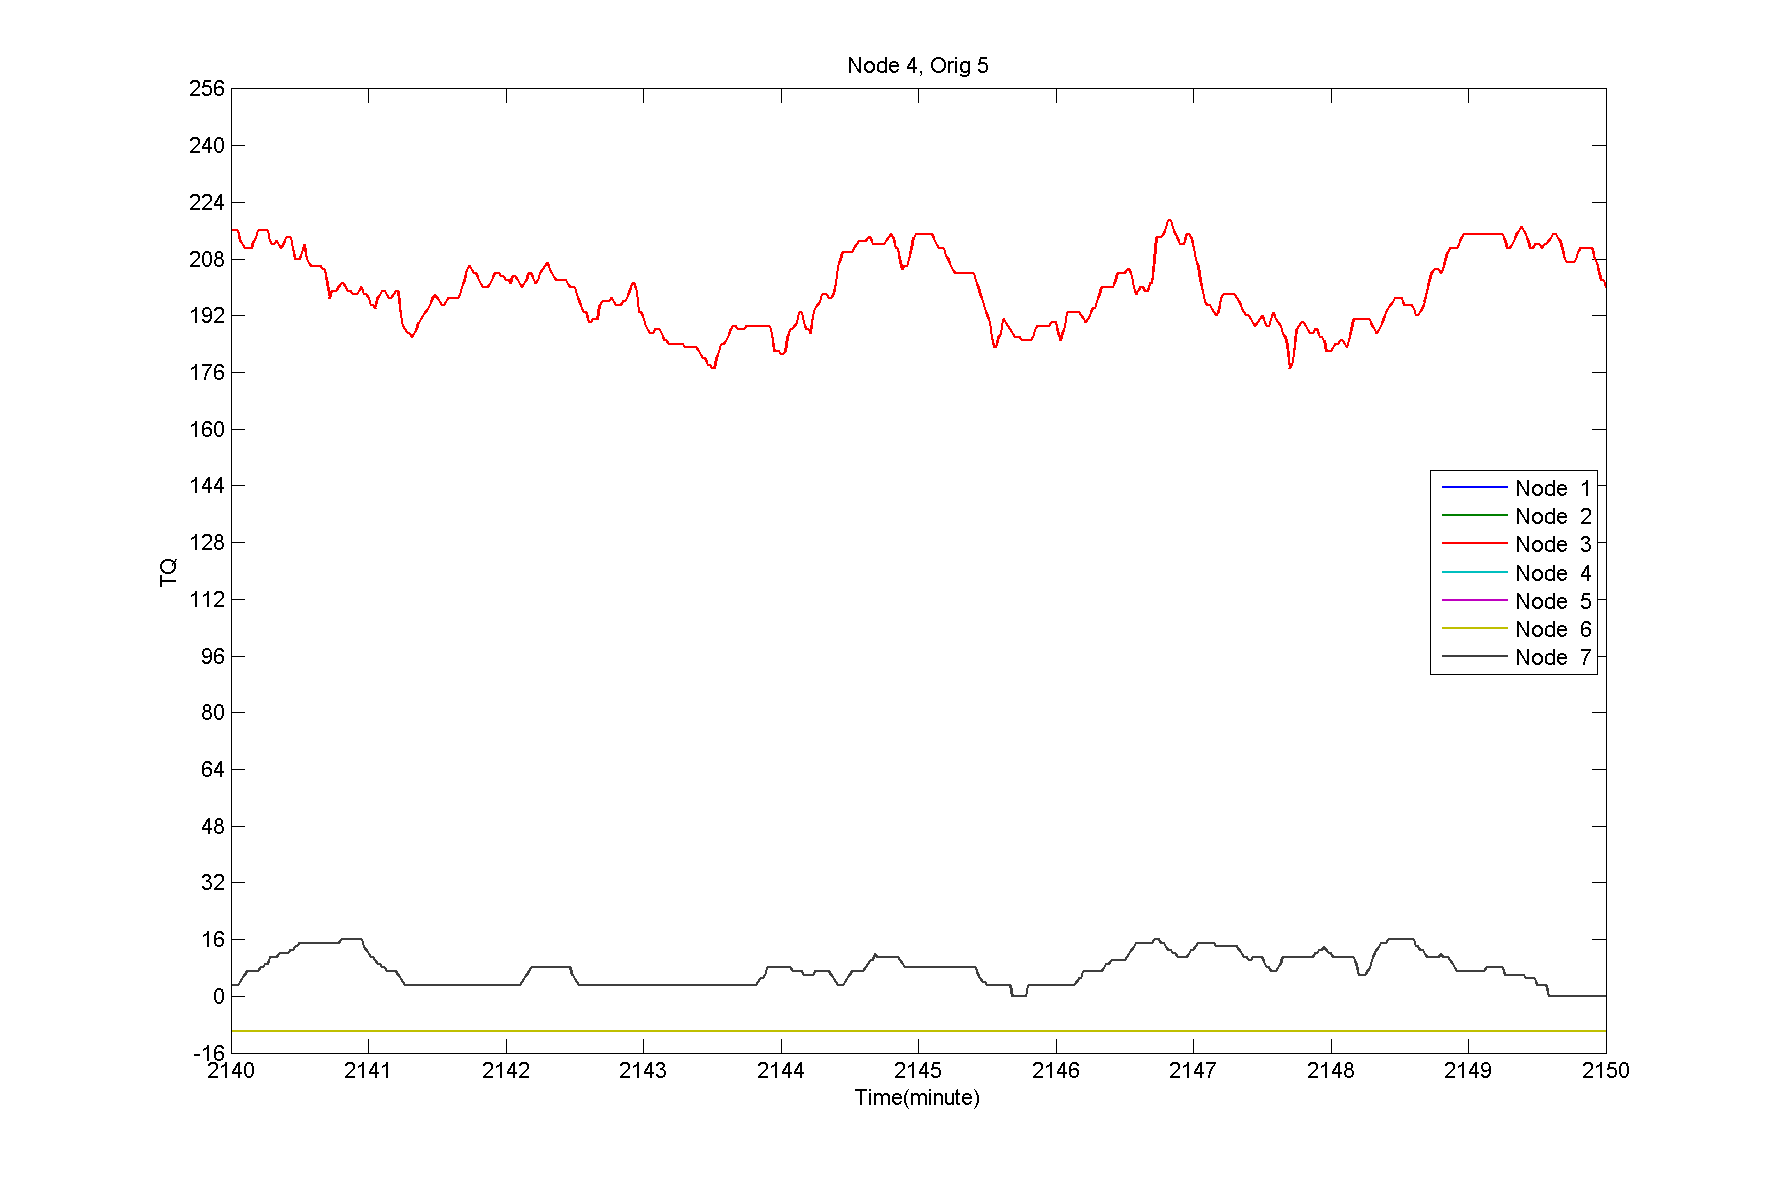 Node 4, Orig 5
256
240
224
208
192
176
160
144
128
112
96
80
64
48
32
16
0
-16
TQ
Node 1
Node 2
Node 3
Node 4
Node 5
Node 6
Node 7
2140 2141 2142 2143 2144 2145 2146 2147 2148 2149 2150
Time(minute)